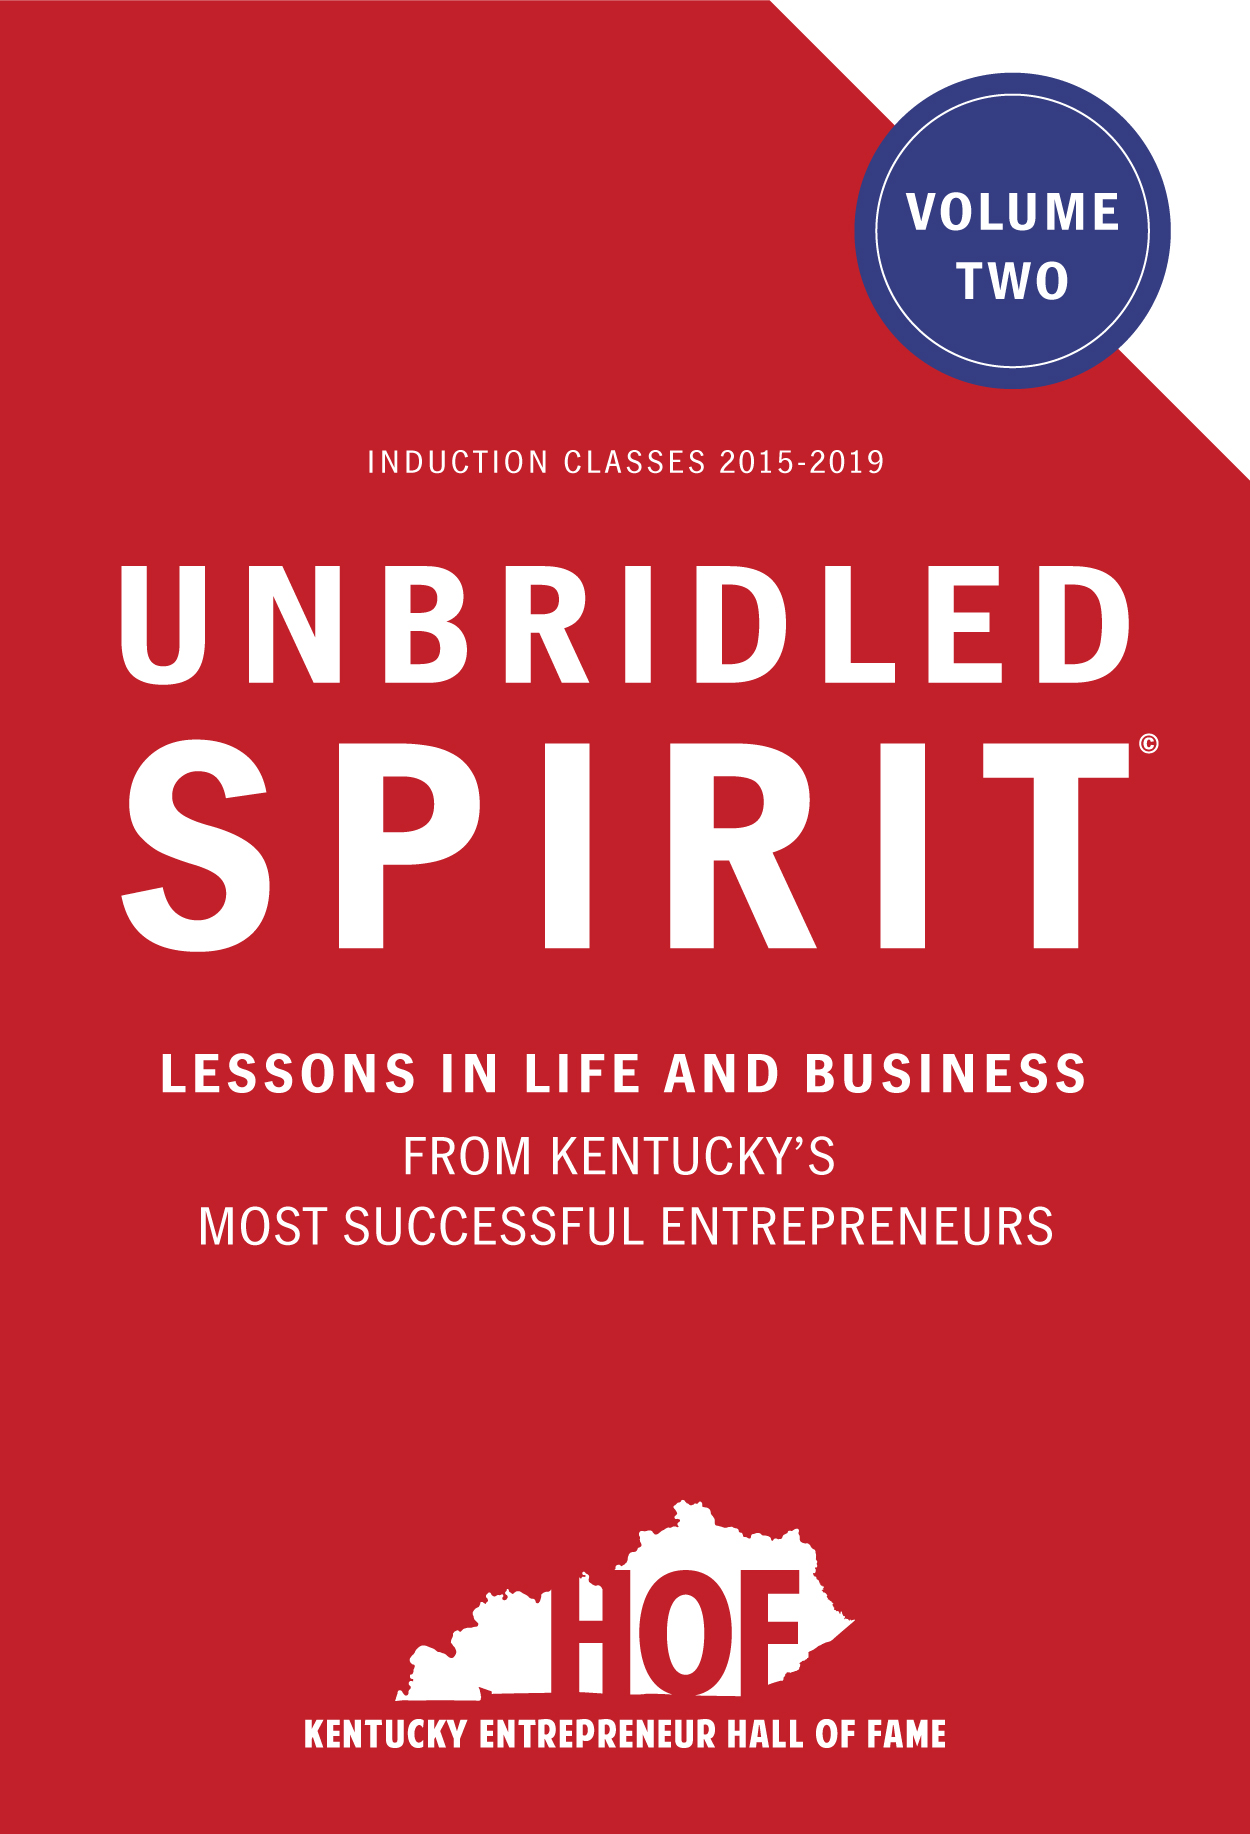 VOLUME
TWO
INDUCTION CLASSES 2015-2019
UNBRIDLED
SPIRIT©
LESSONS IN LIFE AND BUSINESS
FROM KENTUCKY’S
MOST SUCCESSFUL ENTREPRENEURS
HOF
KENTUCKY ENTREPRENEUR HALL OF FAME